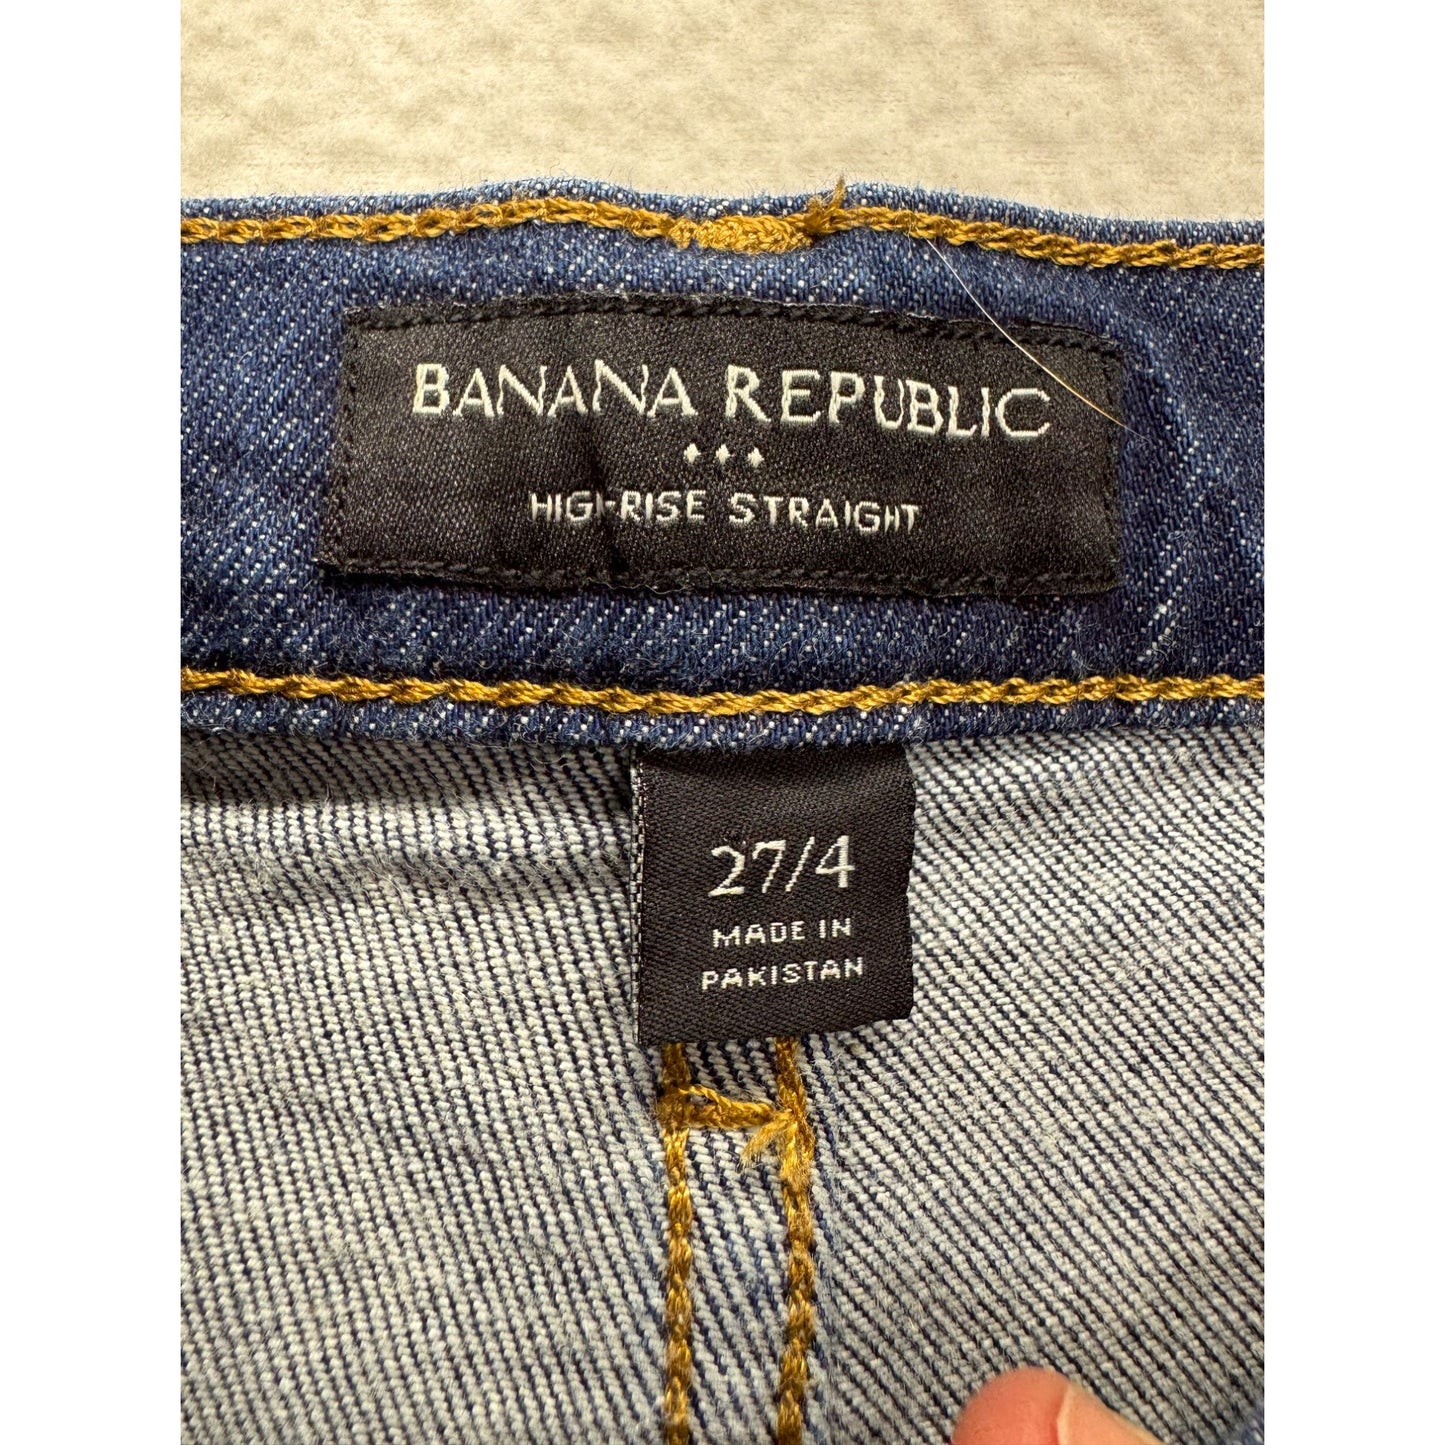 BANANA REPUBLIC
HIGH-RISE STRAIGHT
27/4
MADE IN
PAKISTAN